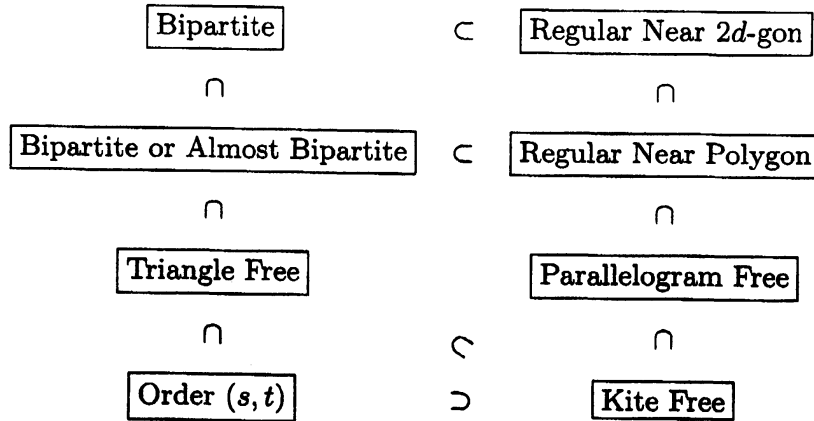 Bipartite ⊂ Regular Near 2d-gon
∩ ∩
Bipartite or Almost Bipartite ⊂ Regular Near Polygon
∩ ∩
Triangle Free Parallelogram Free
∩ ⊂ ∩
Order (s, t) ⊃ Kite Free